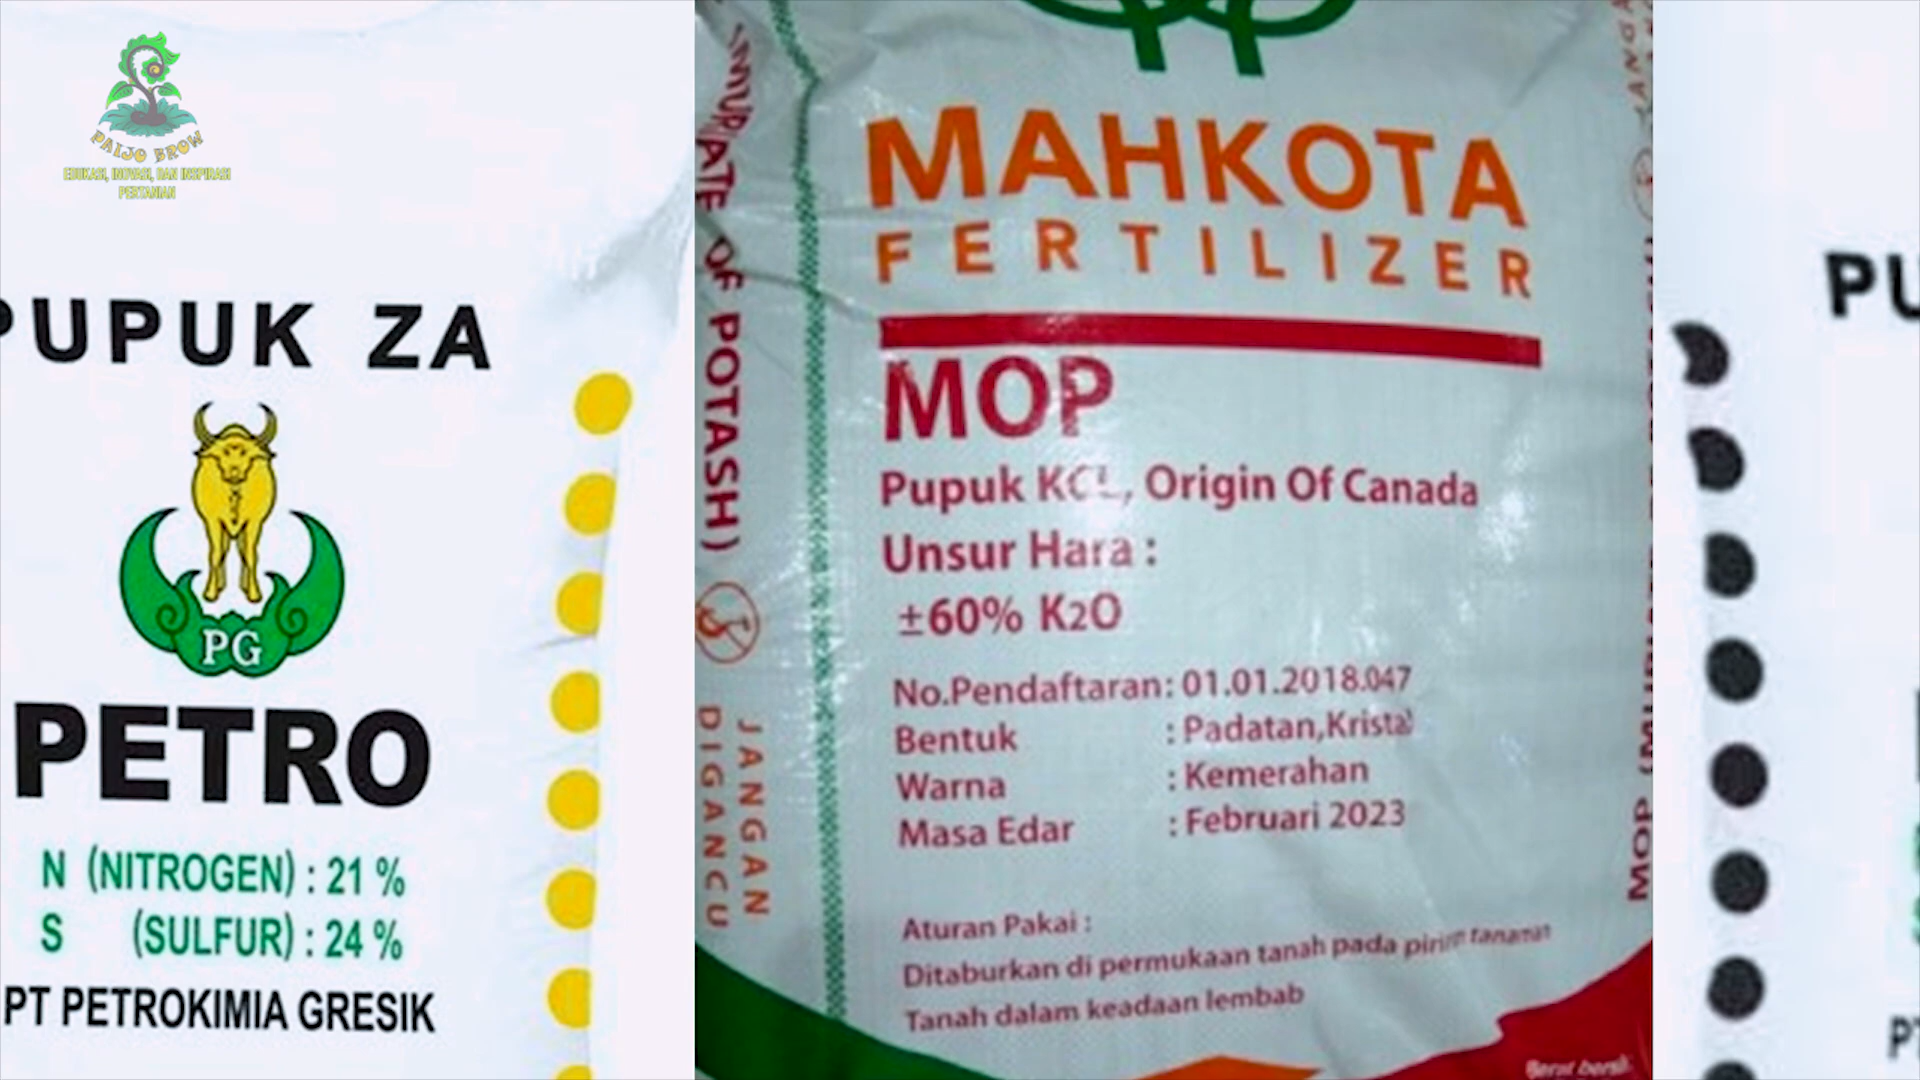 PAIJO BROW
EDUKASI, INOVASI, DAN INSPIRASI
PERTANIAN
PUPUK ZA
PG
PETRO
N (NITROGEN) : 21 %
S (SULFUR) : 24 %
PT PETROKIMIA GRESIK
OF POTASH)
JANGAN
DIGANCU
MAHKOTA
FERTILIZER
MOP
Pupuk KCL, Origin Of Canada
Unsur Hara :
±60% K2O
No.Pendaftaran: 01.01.2018.047
Bentuk : Padatan,Kristal
Warna : Kemerahan
Masa Edar : Februari 2023
Aturan Pakai :
Ditaburkan di permukaan tanah pada
Tanah dalam keadaan lembab
Berat bersih
MOP
PU